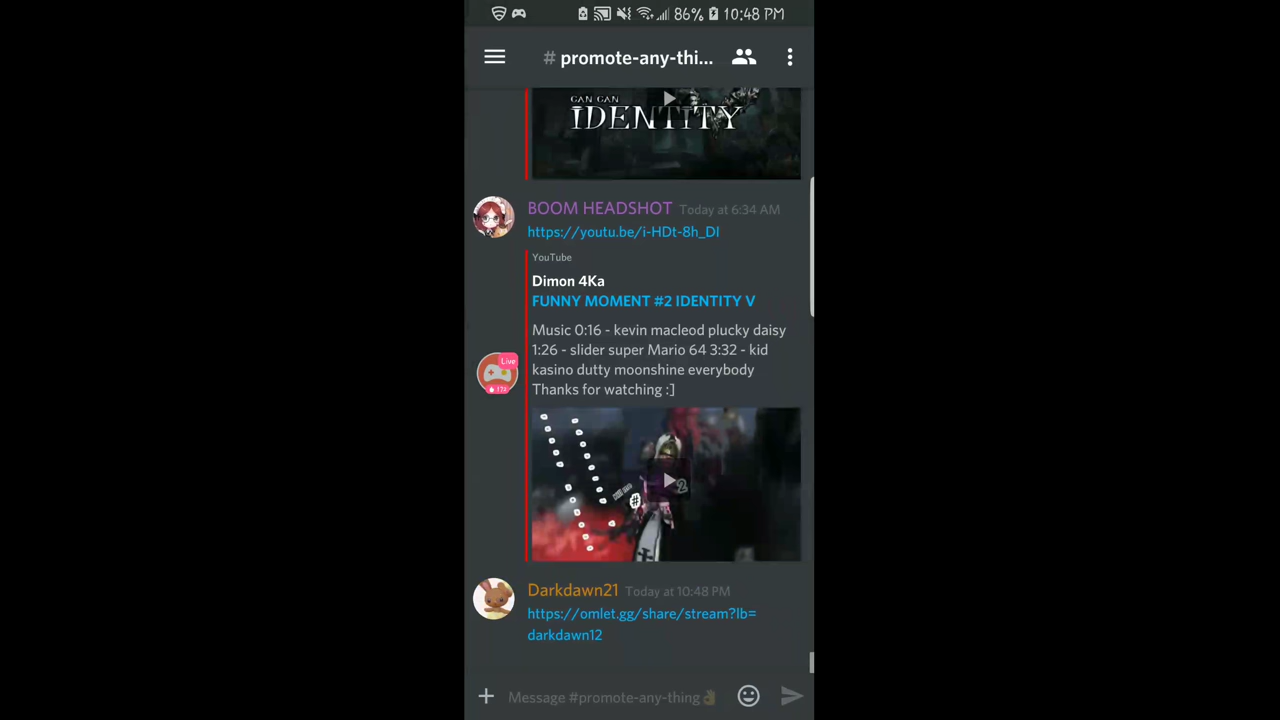 86% 10:48 PM
# promote-any-thi...
CAN CAN
IDENTITY
BOOM HEADSHOT Today at 6:34 AM
https://youtu.be/i-HDt-8h_DI
YouTube
Dimon 4Ka
FUNNY MOMENT #2 IDENTITY V
Music 0:16 - kevin macleod plucky daisy
1:26 - slider super Mario 64 3:32 - kid
kasino dutty moonshine everybody
Thanks for watching :]
Live
#
2
Darkdawn21 Today at 10:48 PM
https://omlet.gg/share/stream?lb=
darkdawn12
Message #promote-any-thing👌